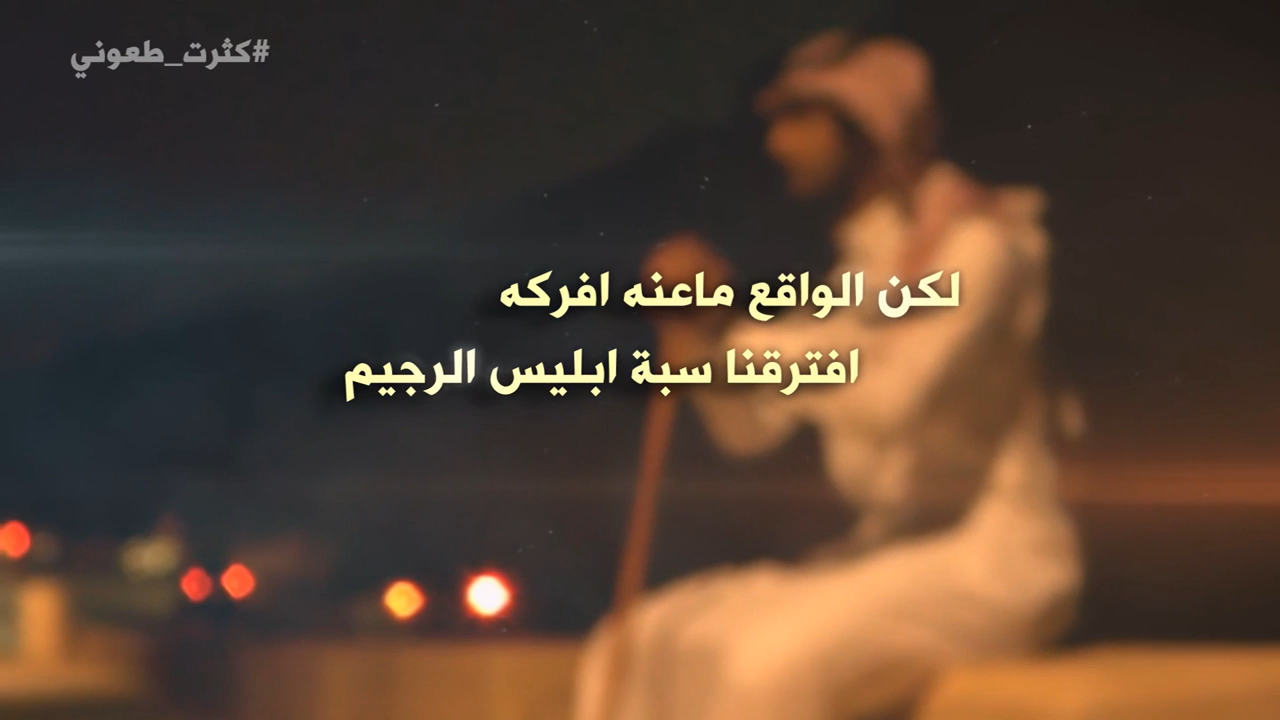 #كثرت_طعوني
لكن الواقع ماعنه افركه
افترقنا سبة ابليس الرجيم